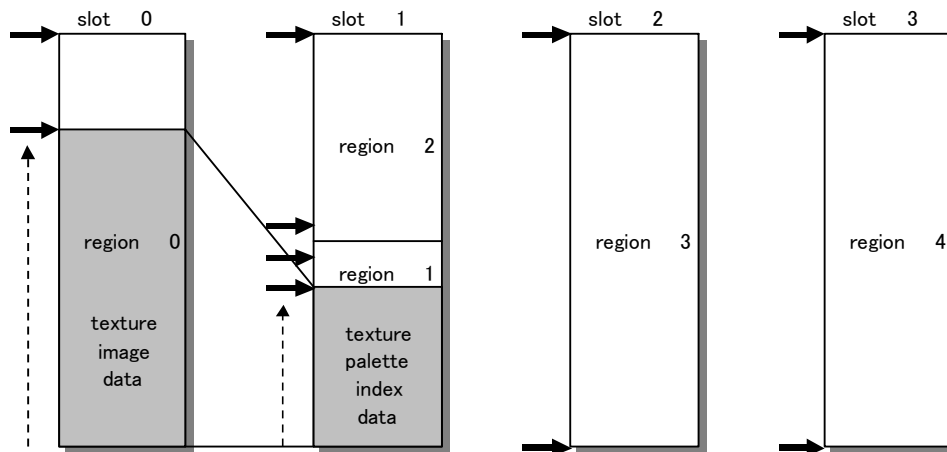 slot 0
slot 1
slot 2
slot 3
region 2
region 0
region 1
region 3
region 4
texture
image
data
texture
palette
index
data